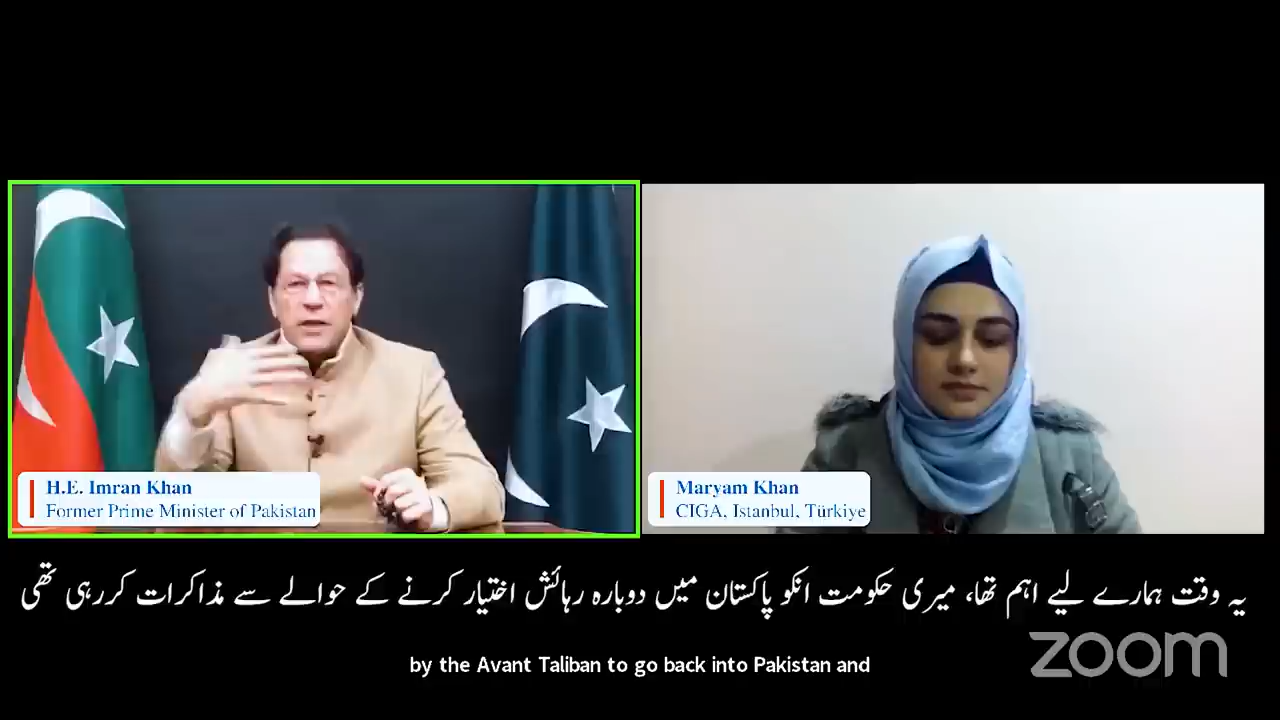 H.E. Imran Khan
Former Prime Minister of Pakistan
Maryam Khan
CIGA, Istanbul, Türkiye
یہ وقت ہمارے لیے اہم تھا، میری حکومت انکو پاکستان میں دوبارہ رہائش اختیار کرنے کے حوالے سے مذاکرات کررہی تھی
zoom
by the Avant Taliban to go back into Pakistan and